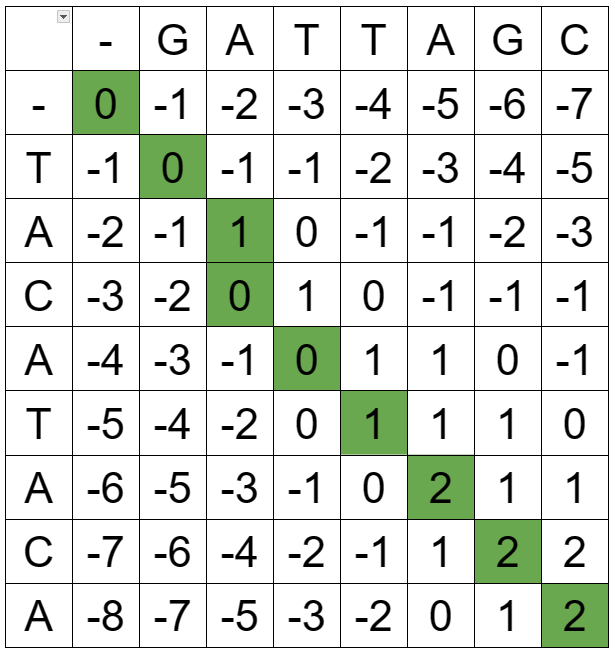 - G A T T A G C
- 0 -1 -2 -3 -4 -5 -6 -7
T -1 0 -1 -1 -2 -3 -4 -5
A -2 -1 1 0 -1 -1 -2 -3
C -3 -2 0 1 0 -1 -1 -1
A -4 -3 -1 0 1 1 0 -1
T -5 -4 -2 0 1 1 1 0
A -6 -5 -3 -1 0 2 1 1
C -7 -6 -4 -2 -1 1 2 2
A -8 -7 -5 -3 -2 0 1 2